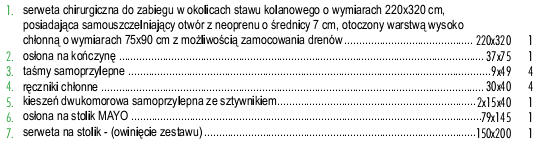 1. serweta chirurgiczna do zabiegu w okolicach stawu kolanowego o wymiarach 220x320 cm,
posiadająca samouszczelniający otwór z neoprenu o średnicy 7 cm, otoczony warstwą wysoko
chłonną o wymiarach 75x90 cm z możliwością zamocowania drenów 220x320 1
2. osłona na kończynę 37x75 1
3. taśmy samoprzylepne 9x49 4
4. ręczniki chłonne 30x40 4
5. kieszeń dwukomorowa samoprzylepna ze sztywnikiem 2x15x40 1
6. osłona na stolik MAYO 79x145 1
7. serweta na stolik - (owinięcie zestawu) 150x200 1